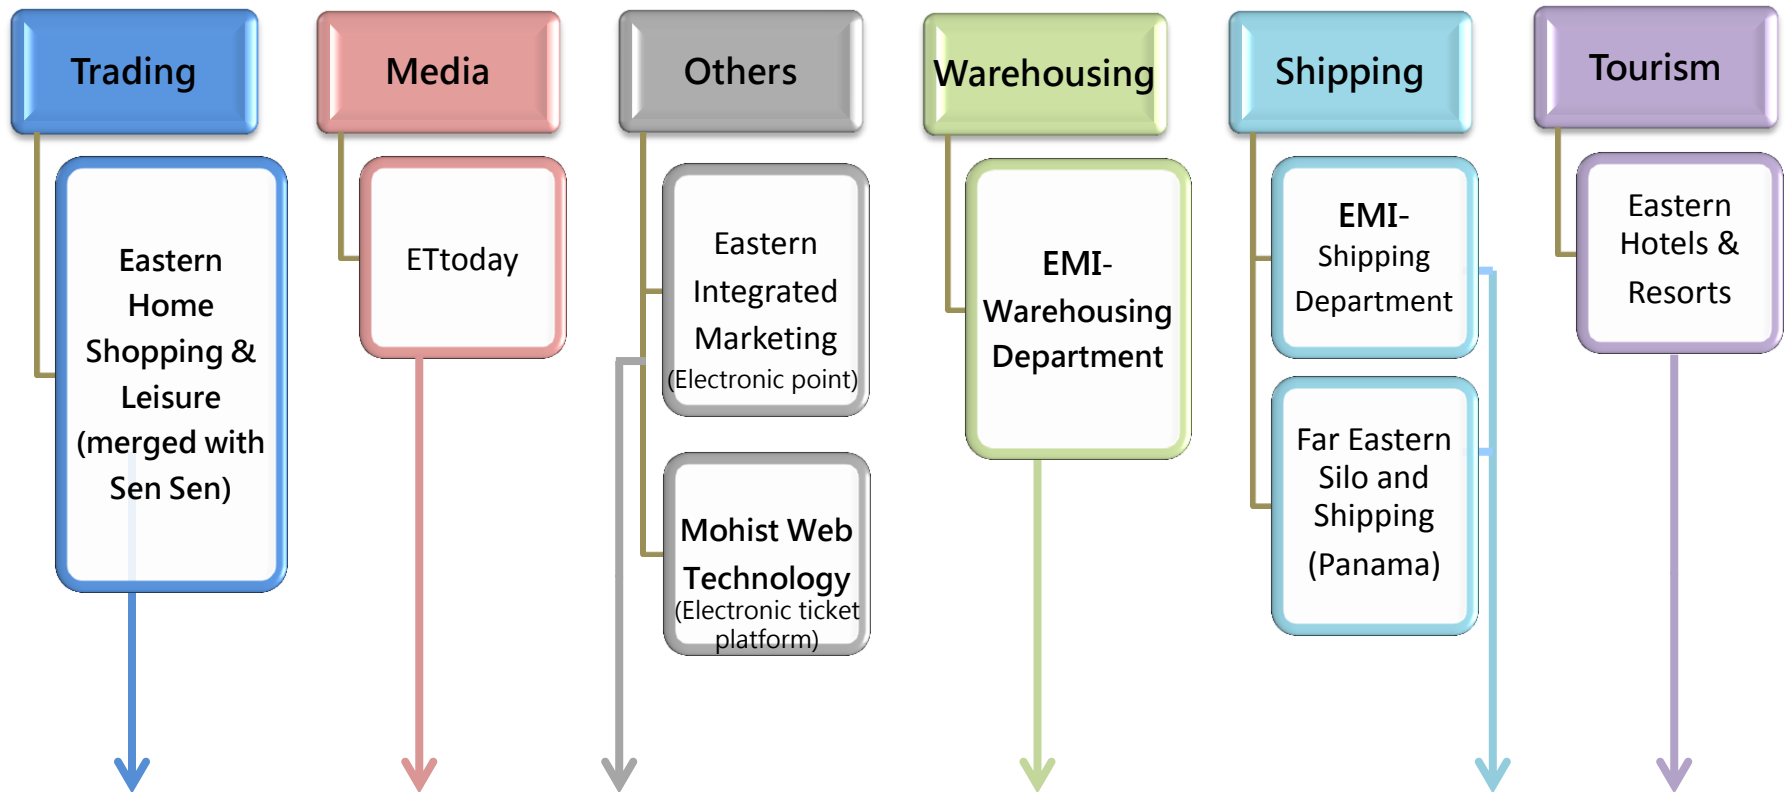 Trading
Eastern
Home
Shopping &
Leisure
(merged with
Sen Sen)
Media
ETtoday
Others
Eastern
Integrated
Marketing
(Electronic point)
Mohist Web
Technology
(Electronic ticket
platform)
Warehousing
EMI-
Warehousing
Department
Shipping
EMI-
Shipping
Department
Far Eastern
Silo and
Shipping
(Panama)
Tourism
Eastern
Hotels &
Resorts